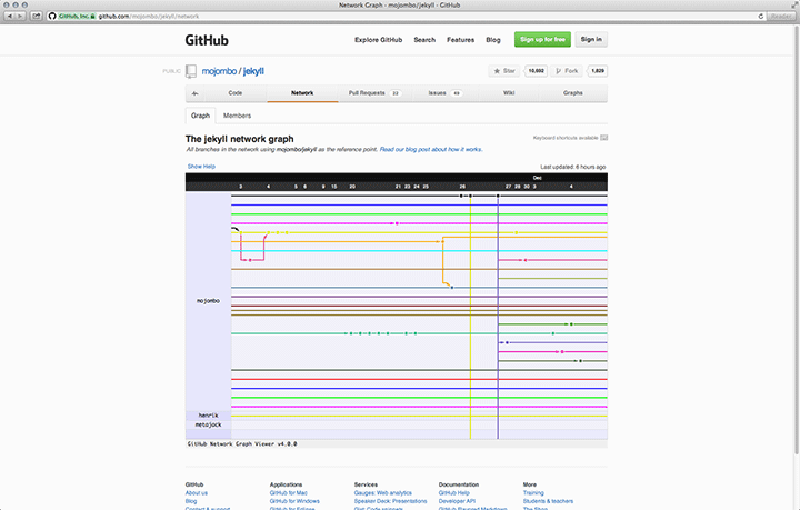 Network Graph - mojombo/jekyll - GitHub
GitHub, Inc. github.com/mojombo/jekyll/network
Reader
GitHub
Explore GitHub Search Features Blog Sign up for free Sign in
PUBLIC mojombo / jekyll Star 10,602 Fork 1,829
Code Network Pull Requests Issues Wiki Graphs
Graph Members
The jekyll network graph
Keyboard shortcuts available
All branches in the network using mojombo/jekyll as the reference point. Read our blog post about how it works.
Show Help Last updated: 6 hours ago
Dec
3 4 5 6 9 15 20 21 23 24 25 26 27 28 30 4
mojombo
henrik
metajack
GitHub Network Graph Viewer v4.0.0
GitHub Applications Services Documentation More
About us GitHub for Mac Gauges: Web analytics GitHub Help Training
Blog GitHub for Windows Speaker Deck: Presentations Developer API Students & teachers
Contact & support GitHub for Eclipse Gist: Code snippets GitHub Flavored Markdown The Shop